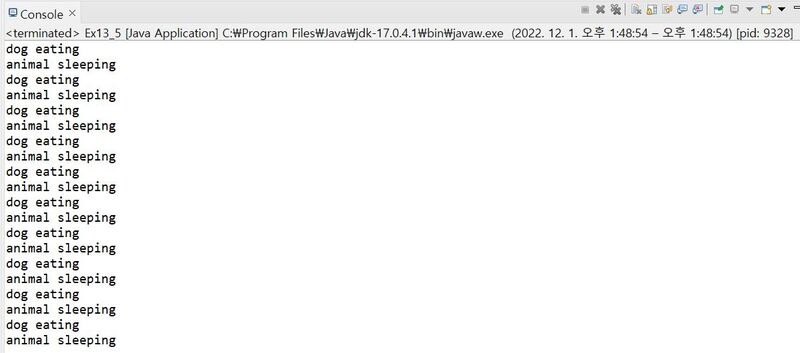 Console
<terminated> Ex13_5 [Java Application] C:₩Program Files₩Java₩jdk-17.0.4.1₩bin₩javaw.exe (2022. 12. 1. 오후 1:48:54 – 오후 1:48:54) [pid: 9328]
dog eating
animal sleeping
dog eating
animal sleeping
dog eating
animal sleeping
dog eating
animal sleeping
dog eating
animal sleeping
dog eating
animal sleeping
dog eating
animal sleeping
dog eating
animal sleeping
dog eating
animal sleeping
dog eating
animal sleeping